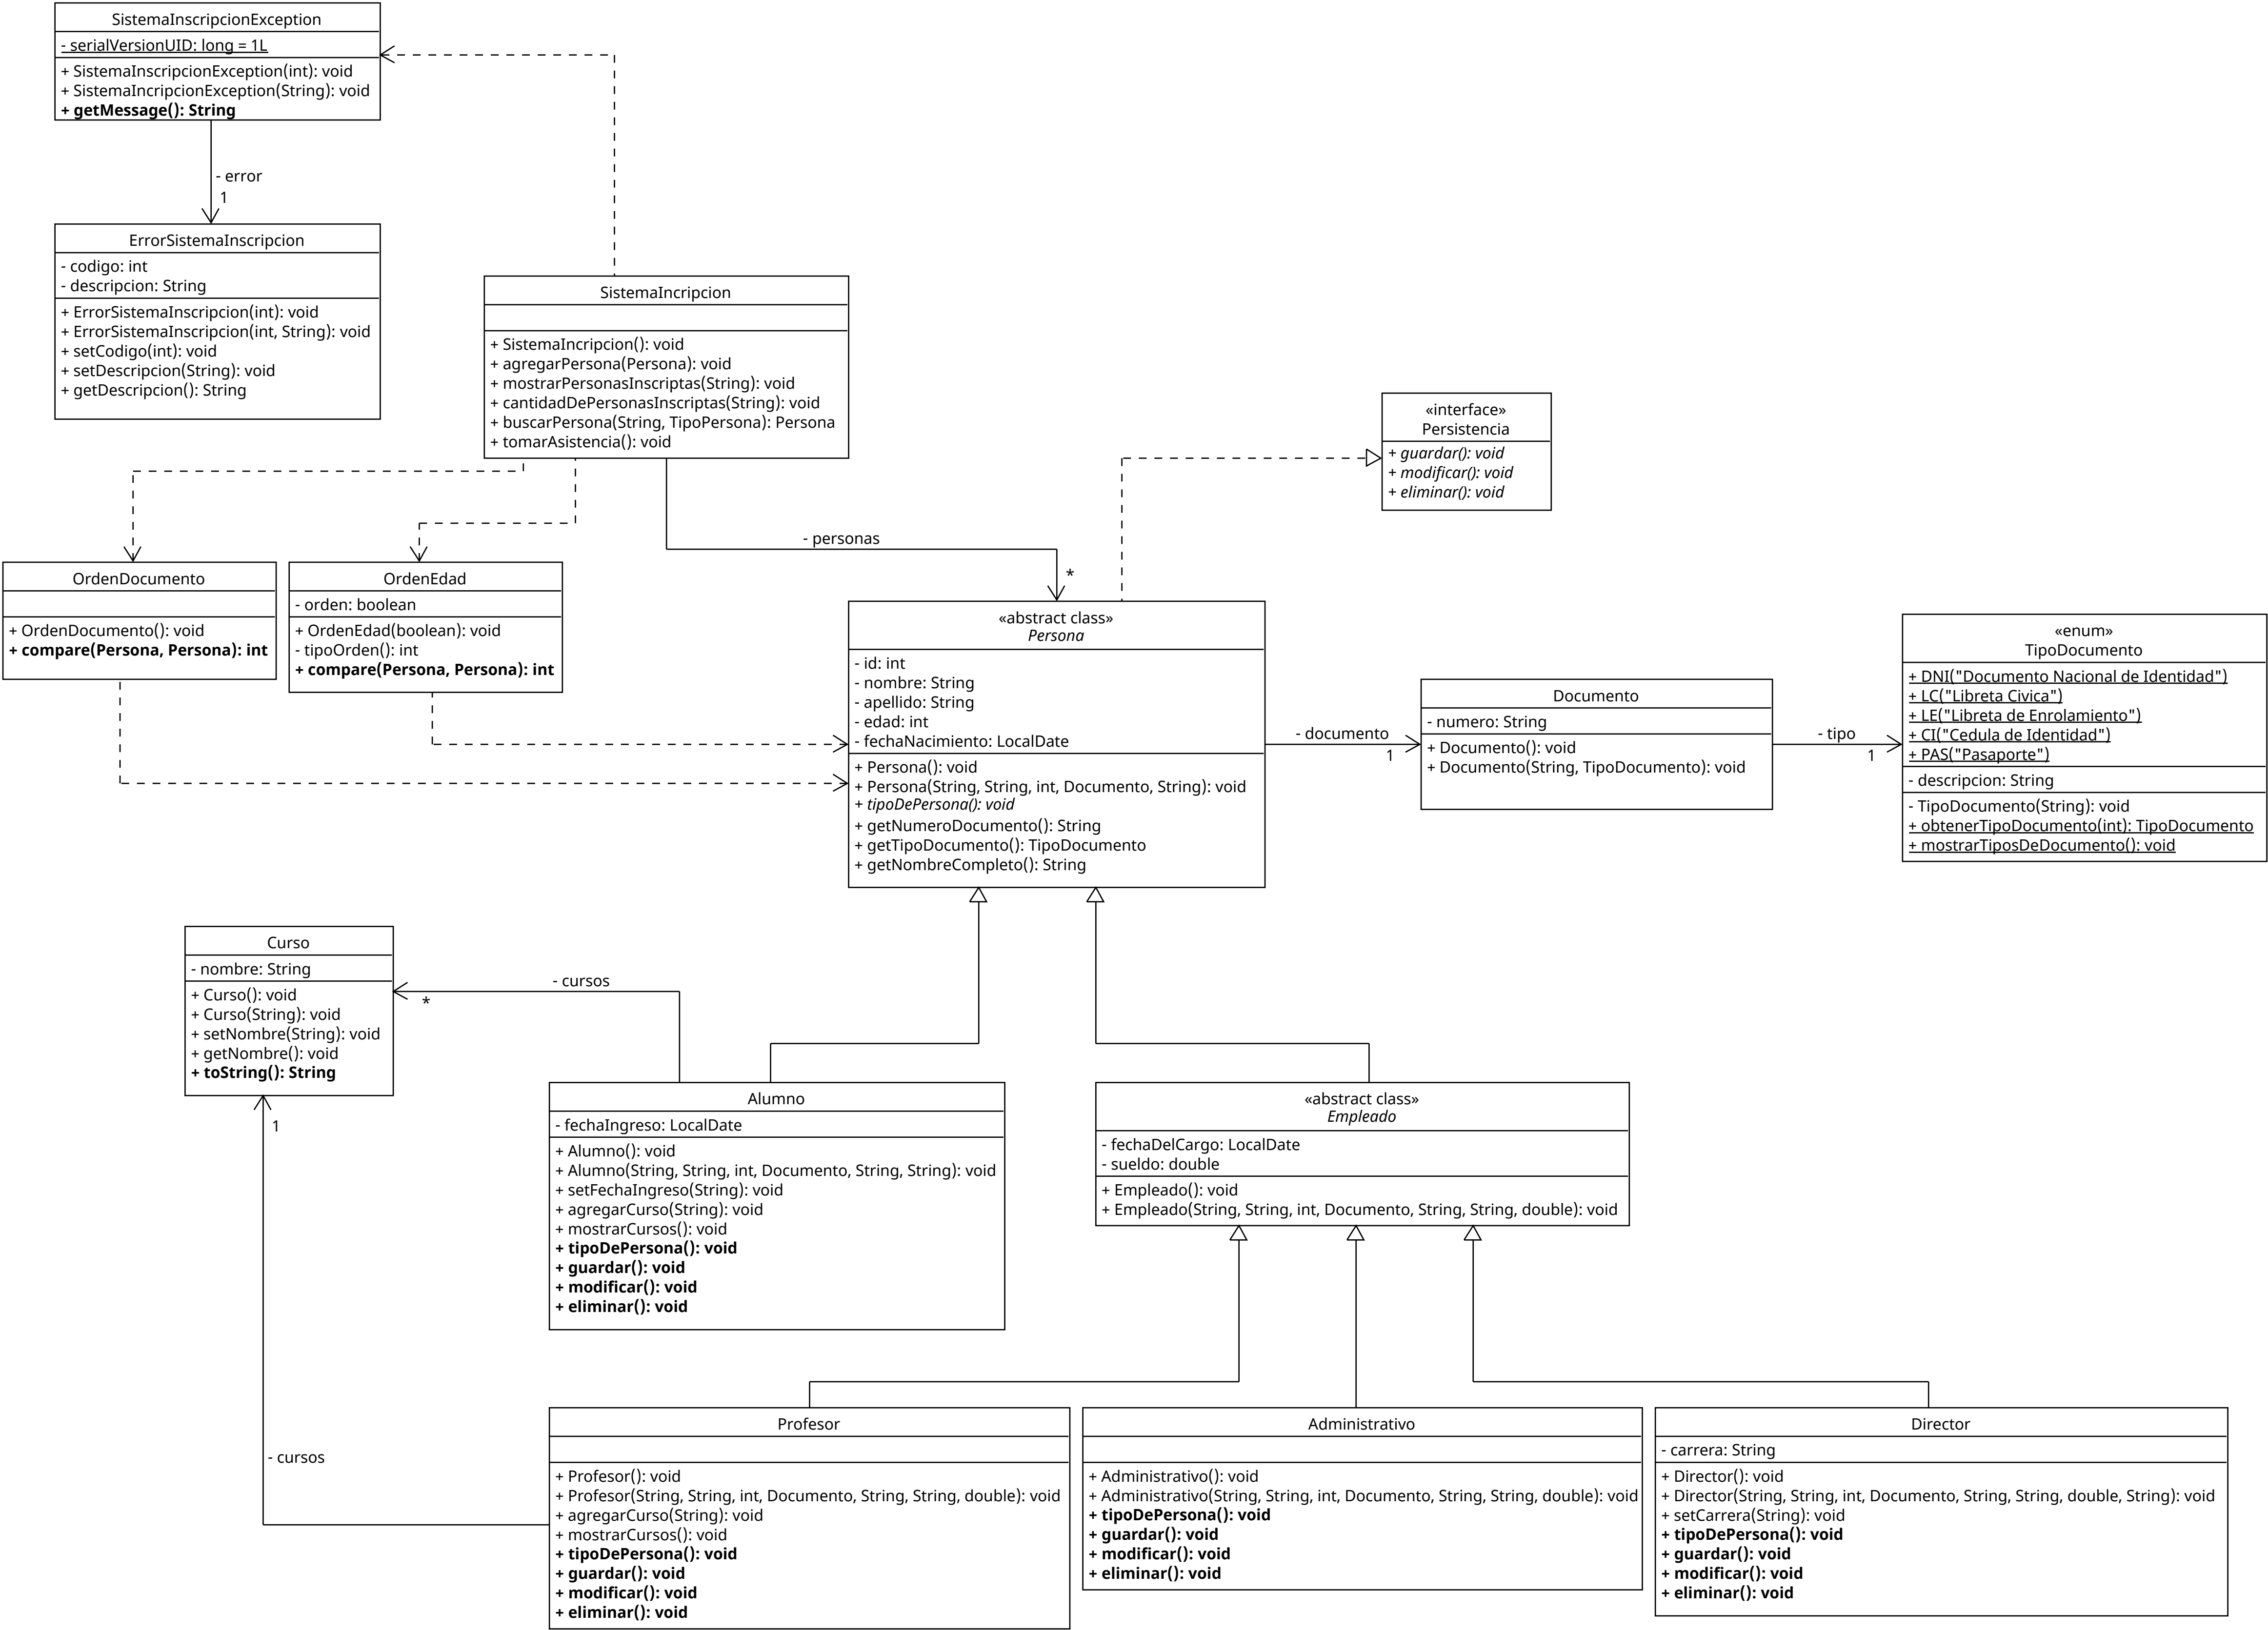 SistemaInscripcionException
- serialVersionUID: long = 1L
+ SistemaInscripcionException(int): void
+ SistemaIncripcionException(String): void
+ getMessage(): String
- error
1
ErrorSistemaInscripcion
- codigo: int
- descripcion: String
+ ErrorSistemaInscripcion(int): void
+ ErrorSistemaInscripcion(int, String): void
+ setCodigo(int): void
+ setDescripcion(String): void
+ getDescripcion(): String
SistemaIncripcion
+ SistemaIncripcion(): void
+ agregarPersona(Persona): void
+ mostrarPersonasInscriptas(String): void
+ cantidadDePersonasInscriptas(String): void
+ buscarPersona(String, TipoPersona): Persona
+ tomarAsistencia(): void
«interface»
Persistencia
+ guardar(): void
+ modificar(): void
+ eliminar(): void
- personas
*
OrdenDocumento
+ OrdenDocumento(): void
+ compare(Persona, Persona): int
OrdenEdad
- orden: boolean
+ OrdenEdad(boolean): void
- tipoOrden(): int
+ compare(Persona, Persona): int
«abstract class»
Persona
- id: int
- nombre: String
- apellido: String
- edad: int
- fechaNacimiento: LocalDate
+ Persona(): void
+ Persona(String, String, int, Documento, String): void
+ tipoDePersona(): void
+ getNumeroDocumento(): String
+ getTipoDocumento(): TipoDocumento
+ getNombreCompleto(): String
- documento
1
Documento
- numero: String
+ Documento(): void
+ Documento(String, TipoDocumento): void
- tipo
1
«enum»
TipoDocumento
+ DNI("Documento Nacional de Identidad")
+ LC("Libreta Civica")
+ LE("Libreta de Enrolamiento")
+ CI("Cedula de Identidad")
+ PAS("Pasaporte")
- descripcion: String
- TipoDocumento(String): void
+ obtenerTipoDocumento(int): TipoDocumento
+ mostrarTiposDeDocumento(): void
Curso
- nombre: String
+ Curso(): void
+ Curso(String): void
+ setNombre(String): void
+ getNombre(): void
+ toString(): String
- cursos
*
1
Alumno
- fechaIngreso: LocalDate
+ Alumno(): void
+ Alumno(String, String, int, Documento, String, String): void
+ setFechaIngreso(String): void
+ agregarCurso(String): void
+ mostrarCursos(): void
+ tipoDePersona(): void
+ guardar(): void
+ modificar(): void
+ eliminar(): void
«abstract class»
Empleado
- fechaDelCargo: LocalDate
- sueldo: double
+ Empleado(): void
+ Empleado(String, String, int, Documento, String, String, double): void
- cursos
Profesor
+ Profesor(): void
+ Profesor(String, String, int, Documento, String, String, double): void
+ agregarCurso(String): void
+ mostrarCursos(): void
+ tipoDePersona(): void
+ guardar(): void
+ modificar(): void
+ eliminar(): void
Administrativo
+ Administrativo(): void
+ Administrativo(String, String, int, Documento, String, String, double): void
+ tipoDePersona(): void
+ guardar(): void
+ modificar(): void
+ eliminar(): void
Director
- carrera: String
+ Director(): void
+ Director(String, String, int, Documento, String, String, double, String): void
+ setCarrera(String): void
+ tipoDePersona(): void
+ guardar(): void
+ modificar(): void
+ eliminar(): void